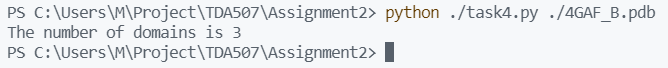 PS C:\Users\M\Project\TDA507\Assignment2> python ./task4.py ./4GAF_B.pdb
The number of domains is 3
PS C:\Users\M\Project\TDA507\Assignment2>